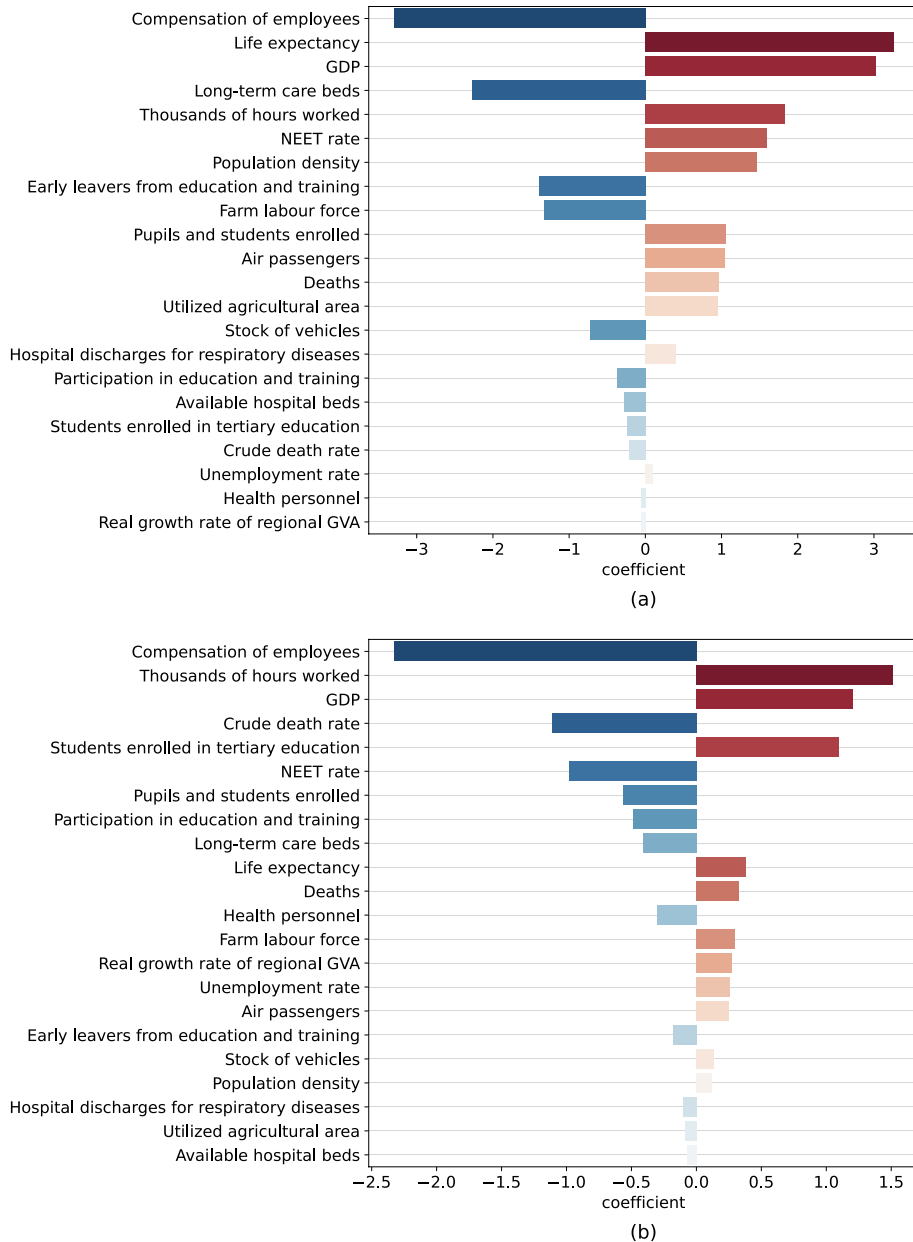 Compensation of employees
Life expectancy
GDP
Long-term care beds
Thousands of hours worked
NEET rate
Population density
Early leavers from education and training
Farm labour force
Pupils and students enrolled
Air passengers
Deaths
Utilized agricultural area
Stock of vehicles
Hospital discharges for respiratory diseases
Participation in education and training
Available hospital beds
Students enrolled in tertiary education
Crude death rate
Unemployment rate
Health personnel
Real growth rate of regional GVA
−3 −2 −1 0 1 2 3
coefficient
(a)
Compensation of employees
Thousands of hours worked
GDP
Crude death rate
Students enrolled in tertiary education
NEET rate
Pupils and students enrolled
Participation in education and training
Long-term care beds
Life expectancy
Deaths
Health personnel
Farm labour force
Real growth rate of regional GVA
Unemployment rate
Air passengers
Early leavers from education and training
Stock of vehicles
Population density
Hospital discharges for respiratory diseases
Utilized agricultural area
Available hospital beds
−2.5 −2.0 −1.5 −1.0 −0.5 0.0 0.5 1.0 1.5
coefficient
(b)